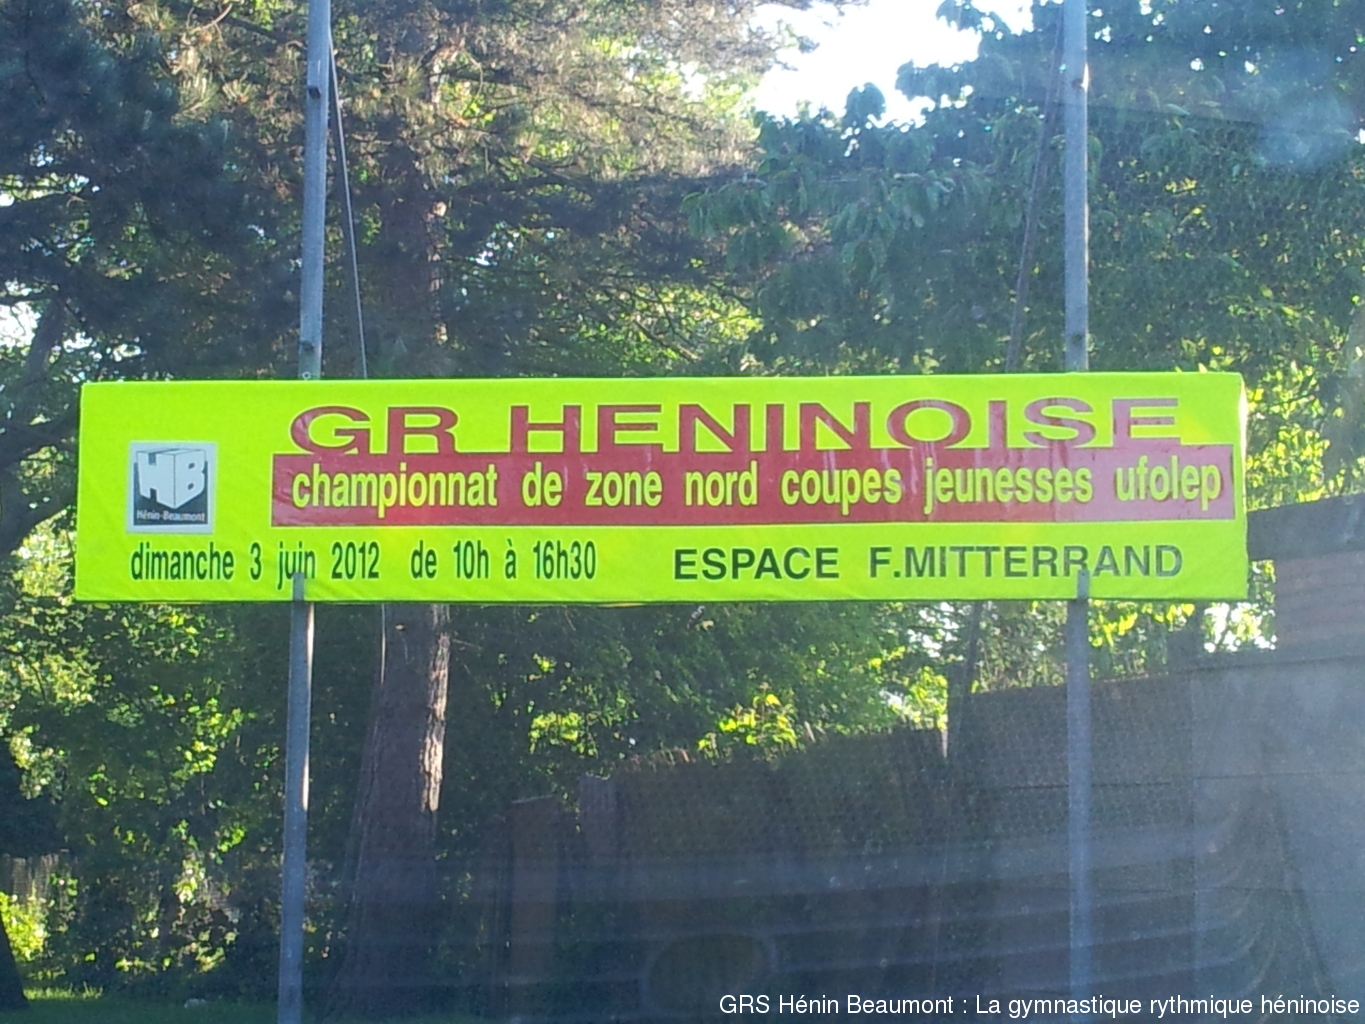 GR HENINOISE
championnat de zone nord coupes jeunesses ufolep
HB
Hénin-Beaumont
dimanche 3 juin 2012 de 10h à 16h30 ESPACE F.MITTERRAND
GRS Hénin Beaumont : La gymnastique rythmique héninoise